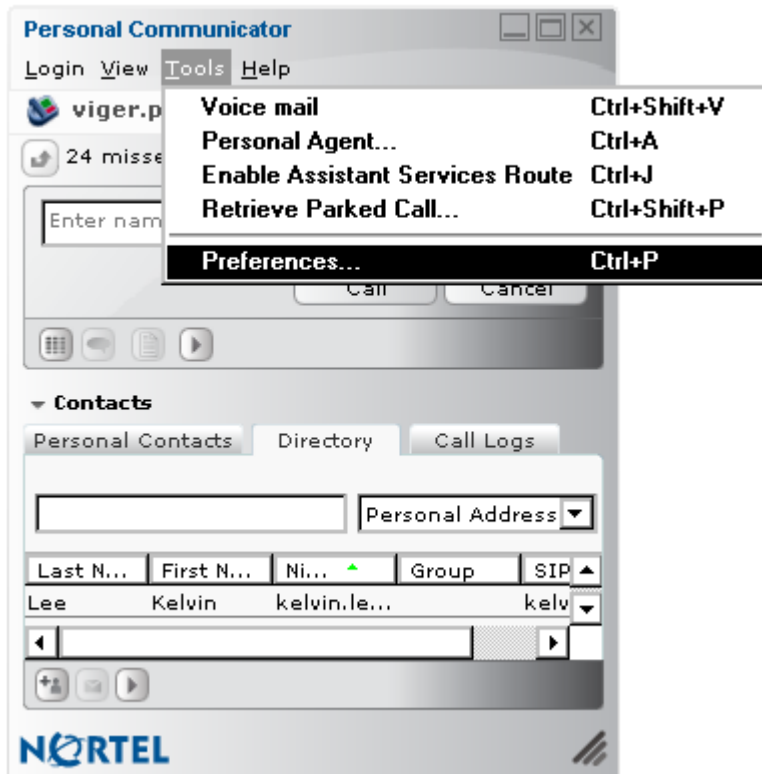 Personal Communicator
Login View Tools Help
viger.p
24 misse
Voice mail Ctrl+Shift+V
Personal Agent... Ctrl+A
Enable Assistant Services Route Ctrl+J
Retrieve Parked Call... Ctrl+Shift+P
Preferences... Ctrl+P
Enter nam
Call Cancel
Contacts
Personal Contacts Directory Call Logs
Personal Address
Last N... First N... Ni... Group SIP
Lee Kelvin kelvin.le... kelv
NORTEL